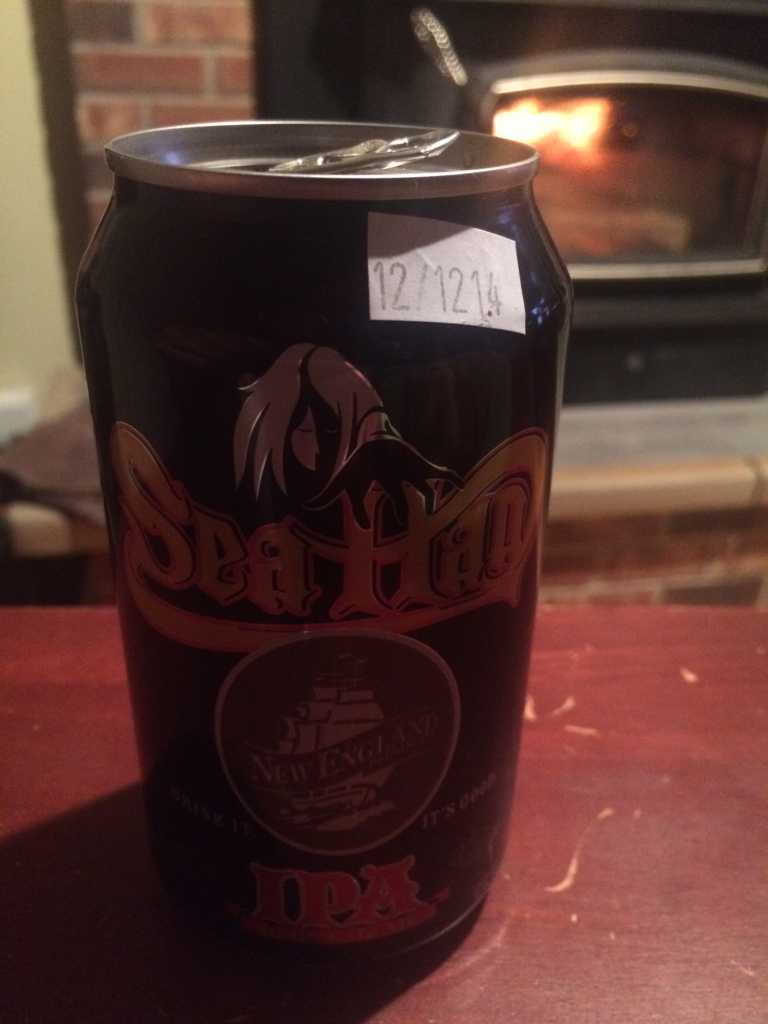 12/12 14
Sea Hag
NEW ENGLAND
DRINK IT.
IT'S GOOD.
IPA